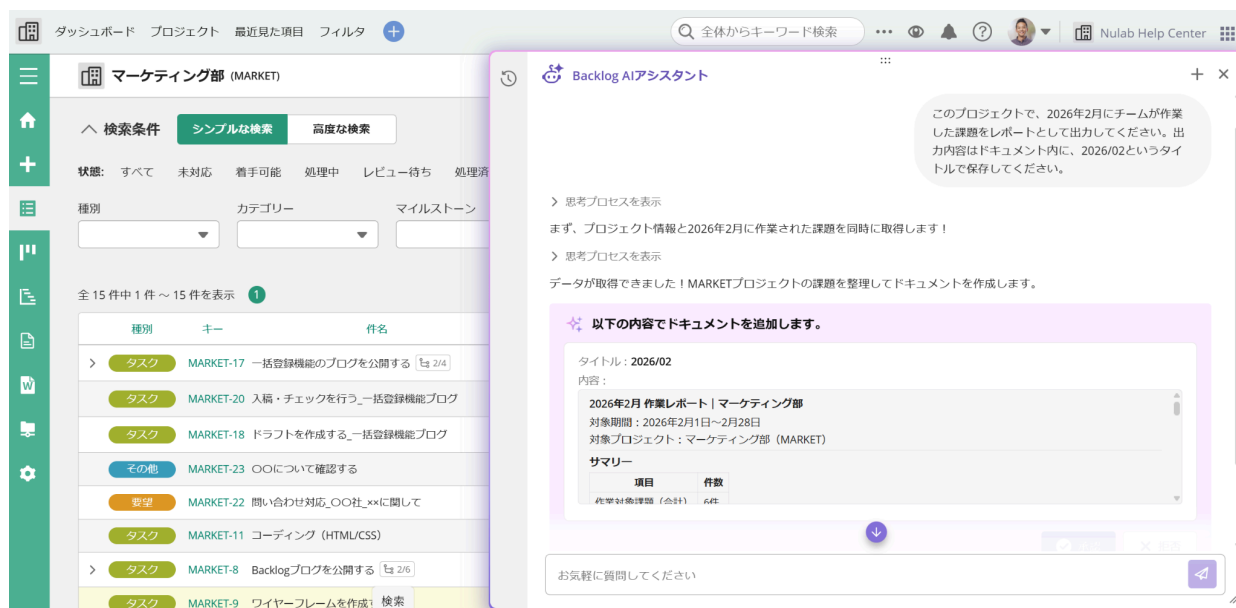 ダッシュボード プロジェクト 最近見た項目 フィルタ
全体からキーワード検索
Nulab Help Center
マーケティング部 (MARKET)
検索条件 シンプルな検索 高度な検索
状態: すべて 未対応 着手可能 処理中 レビュー待ち 処理済
種別 カテゴリー マイルストーン
全 15 件中 1 件 ～ 15 件を表示 1
種別 キー 件名
タスク MARKET-17 一括登録機能のブログを公開する 2/4
タスク MARKET-20 入稿・チェックを行う_一括登録機能ブログ
タスク MARKET-18 ドラフトを作成する_一括登録機能ブログ
その他 MARKET-23 〇〇について確認する
要望 MARKET-22 問い合わせ対応_〇〇社_××に関して
タスク MARKET-11 コーディング（HTML/CSS）
タスク MARKET-8 Backlogブログを公開する 2/6
タスク MARKET-9 ワイヤーフレームを作成
検索
Backlog AIアシスタント
このプロジェクトで、2026年2月にチームが作業
した課題をレポートとして出力してください。出
力内容はドキュメント内に、2026/02というタイ
トルで保存してください。
思考プロセスを表示
まず、プロジェクト情報と2026年2月に作業された課題を同時に取得します！
思考プロセスを表示
データが取得できました！MARKETプロジェクトの課題を整理してドキュメントを作成します。
以下の内容でドキュメントを追加します。
タイトル：2026/02
内容：
2026年2月 作業レポート｜マーケティング部
対象期間：2026年2月1日～2月28日
対象プロジェクト：マーケティング部（MARKET）
サマリー
項目 件数
作業対象課題（合計） 6件
お気軽に質問してください